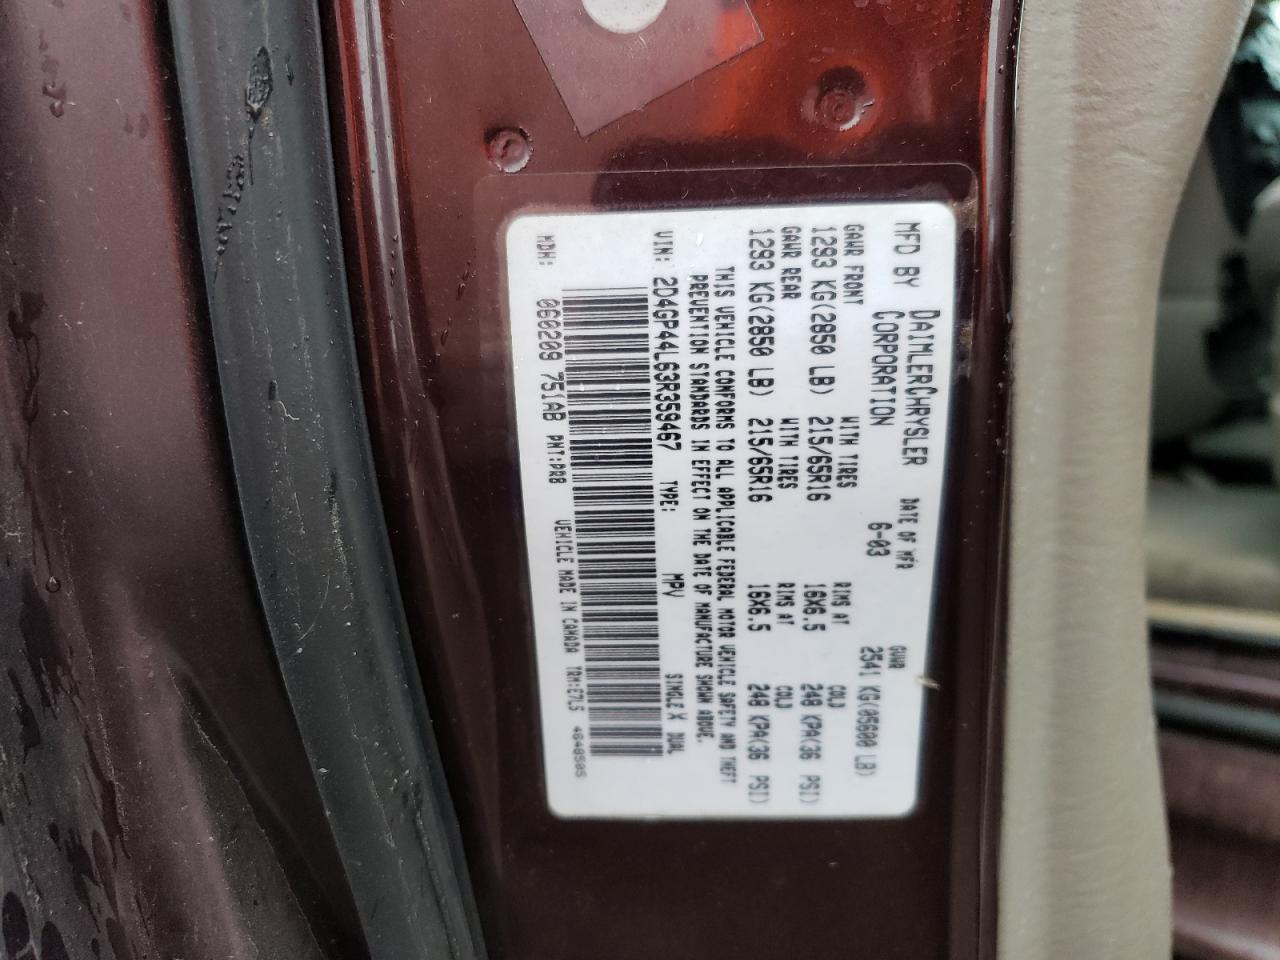 MFD BY DAIMLERCHRYSLER CORPORATION
DATE OF MFR 6-03
GVWR 2541 KG(05600 LB)
GAWR FRONT 1293 KG(2850 LB) WITH TIRES 215/65R16 RIMS AT 16X6.5 COLD 248 KPA(36 PSI)
GAWR REAR 1293 KG(2850 LB) WITH TIRES 215/65R16 RIMS AT 16X6.5 COLD 248 KPA(36 PSI)
THIS VEHICLE CONFORMS TO ALL APPLICABLE FEDERAL MOTOR VEHICLE SAFETY AND THEFT
PREVENTION STANDARDS IN EFFECT ON THE DATE OF MANUFACTURE SHOWN ABOVE.
VIN: 2D4GP44L63R359467 TYPE: MPV SINGLE X DUAL
MDH: 060209 751AB PNT:PRB VEHICLE MADE IN CANADA TRM:E7L5 4648505